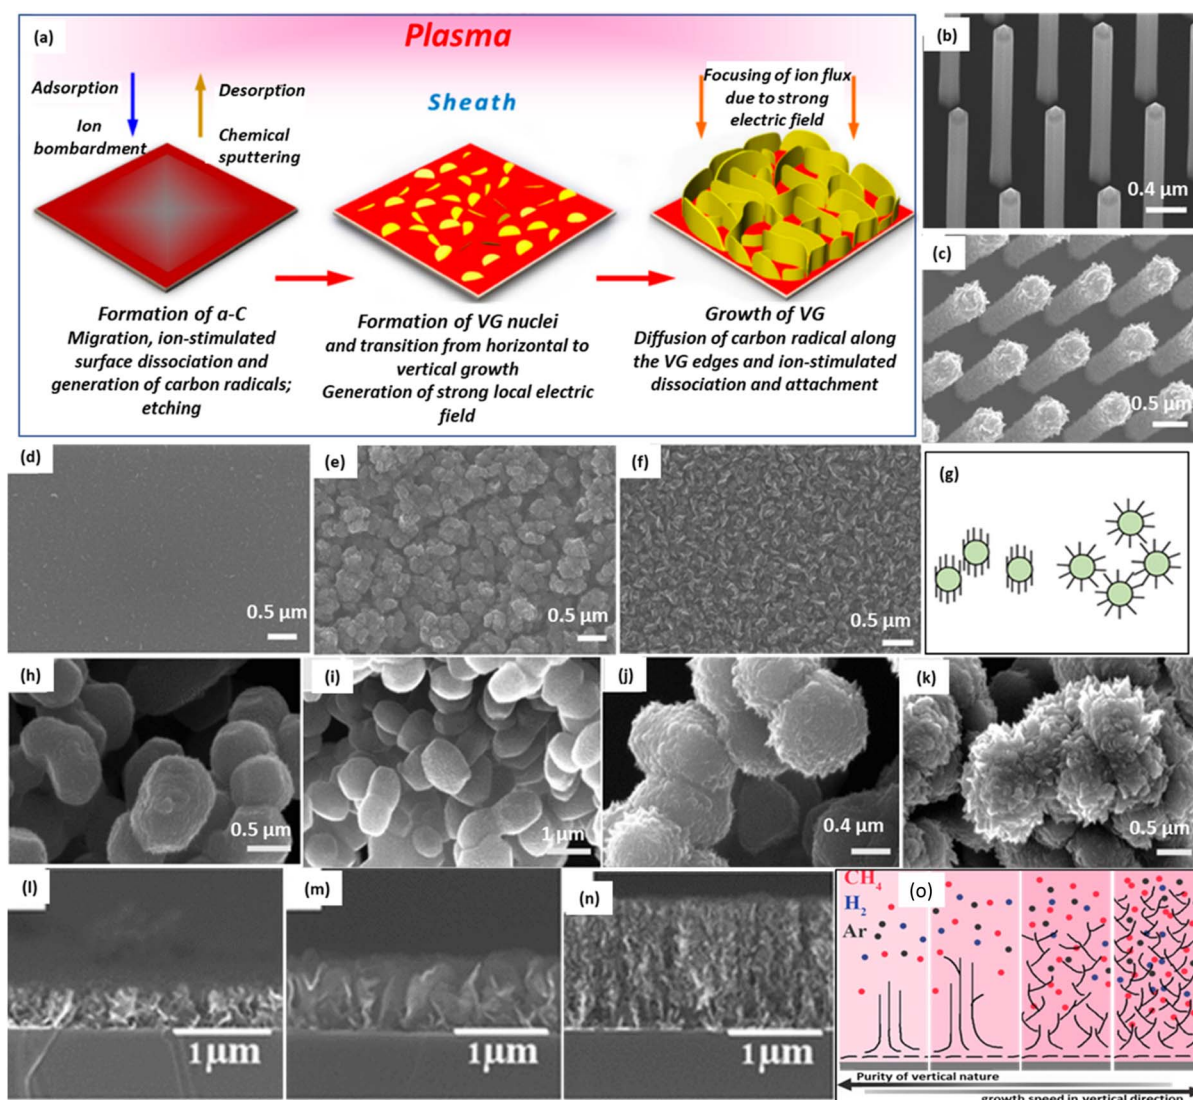 (a)
Plasma
Sheath
Adsorption
Ion
bombardment
Desorption
Chemical
sputtering
Focusing of ion flux
due to strong
electric field
Formation of a-C
Migration, ion-stimulated
surface dissociation and
generation of carbon radicals;
etching
Formation of VG nuclei
and transition from horizontal to
vertical growth
Generation of strong local electric
field
Growth of VG
Diffusion of carbon radical along
the VG edges and ion-stimulated
dissociation and attachment
(b)
0.4 μm
(c)
0.5 μm
(d)
0.5 μm
(e)
0.5 μm
(f)
0.5 μm
(g)
(h)
0.5 μm
(i)
1 μm
(j)
0.4 μm
(k)
0.5 μm
(l)
1μm
(m)
1μm
(n)
1μm
(o)
CH4
H2
Ar
Purity of vertical nature
growth speed in vertical direction